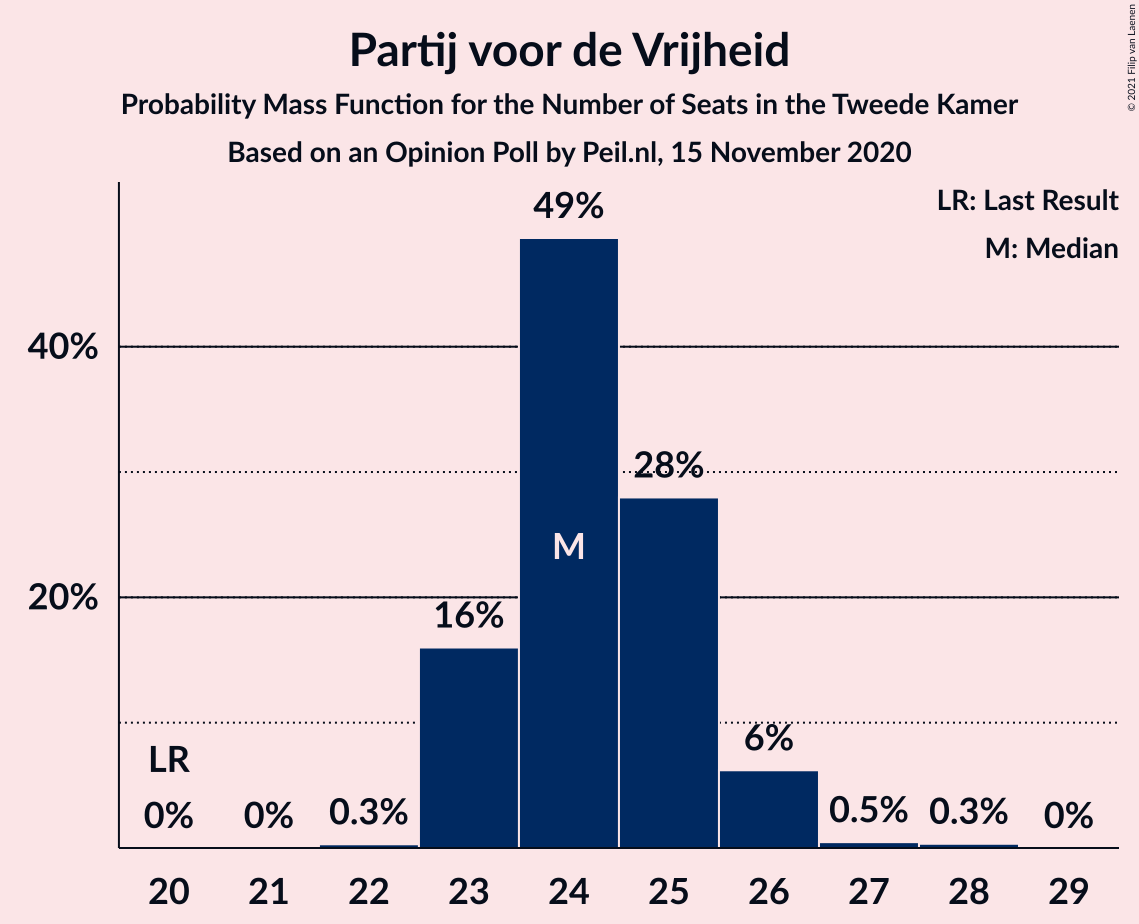 Partij voor de Vrijheid
Probability Mass Function for the Number of Seats in the Tweede Kamer
Based on an Opinion Poll by Peil.nl, 15 November 2020
© 2021 Filip van Laenen
LR: Last Result
M: Median
49%
40%
28%
M
20%
16%
6%
LR
0% 0% 0.3% 0.5% 0.3% 0%
20 21 22 23 24 25 26 27 28 29